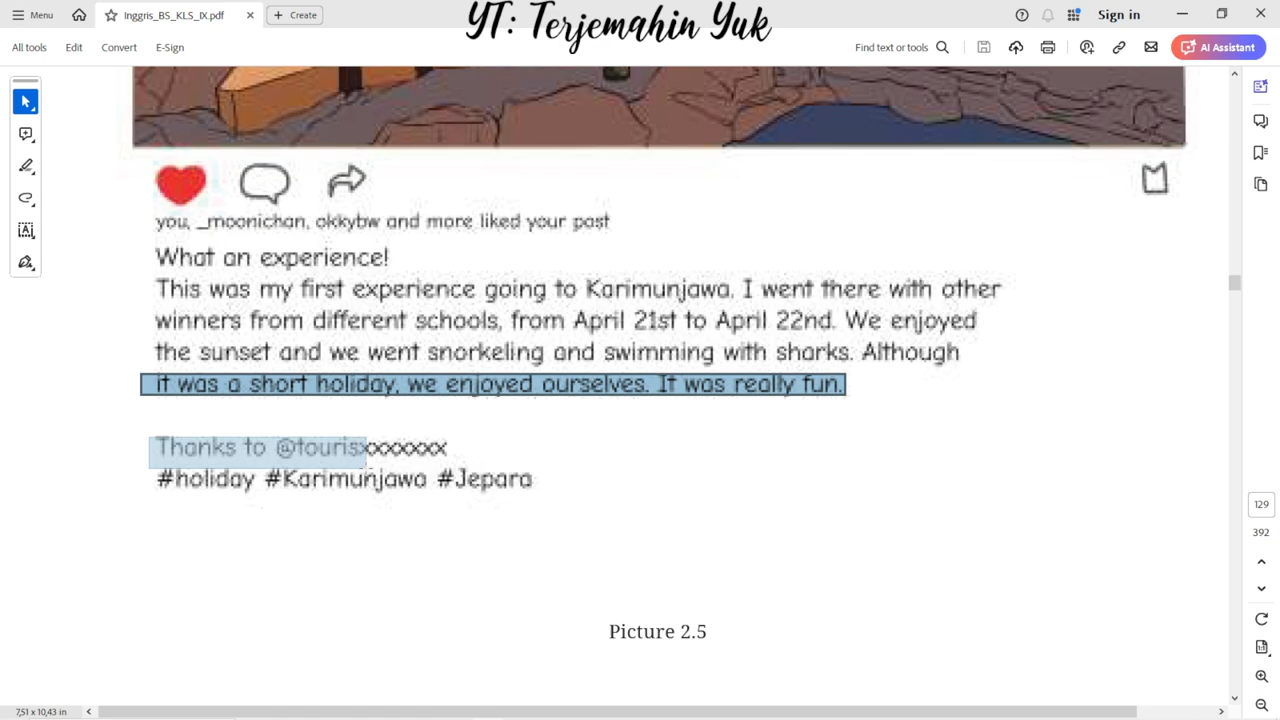 Menu
Inggris_BS_KLS_IX.pdf
Create
YT: Terjemahin Yuk
Sign in
All tools
Edit
Convert
E-Sign
Find text or tools
AI Assistant
you, _moonichan, okkybw and more liked your post
What an experience!
This was my first experience going to Karimunjawa. I went there with other
winners from different schools, from April 21st to April 22nd. We enjoyed
the sunset and we went snorkeling and swimming with sharks. Although
it was a short holiday, we enjoyed ourselves. It was really fun.
Thanks to @tourisxxxxxxx
#holiday #Karimunjawa #Jepara
Picture 2.5
129
392
7,51 x 10,43 in